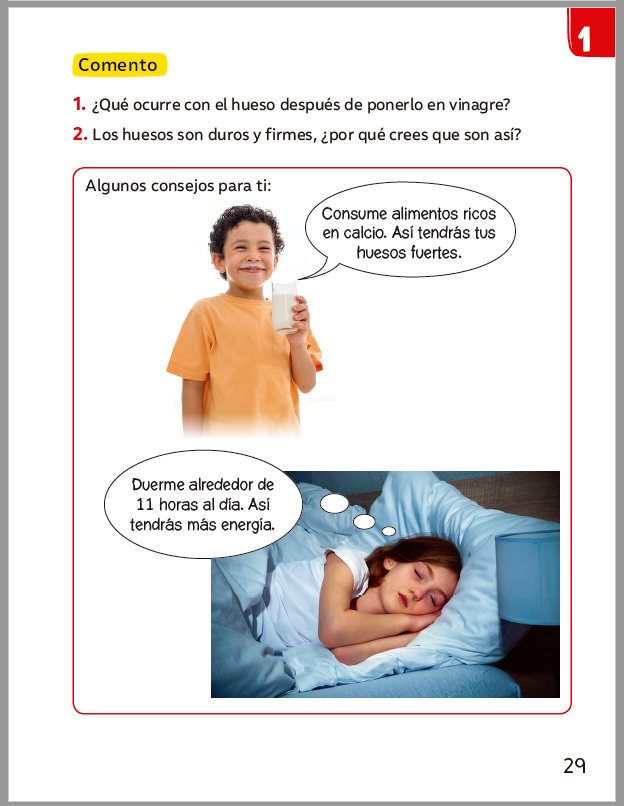 1
Comento
1. ¿Qué ocurre con el hueso después de ponerlo en vinagre?
2. Los huesos son duros y firmes, ¿por qué crees que son así?
Algunos consejos para ti:
Consume alimentos ricos
en calcio. Así tendrás tus
huesos fuertes.
Duerme alrededor de
11 horas al día. Así
tendrás más energía.
29